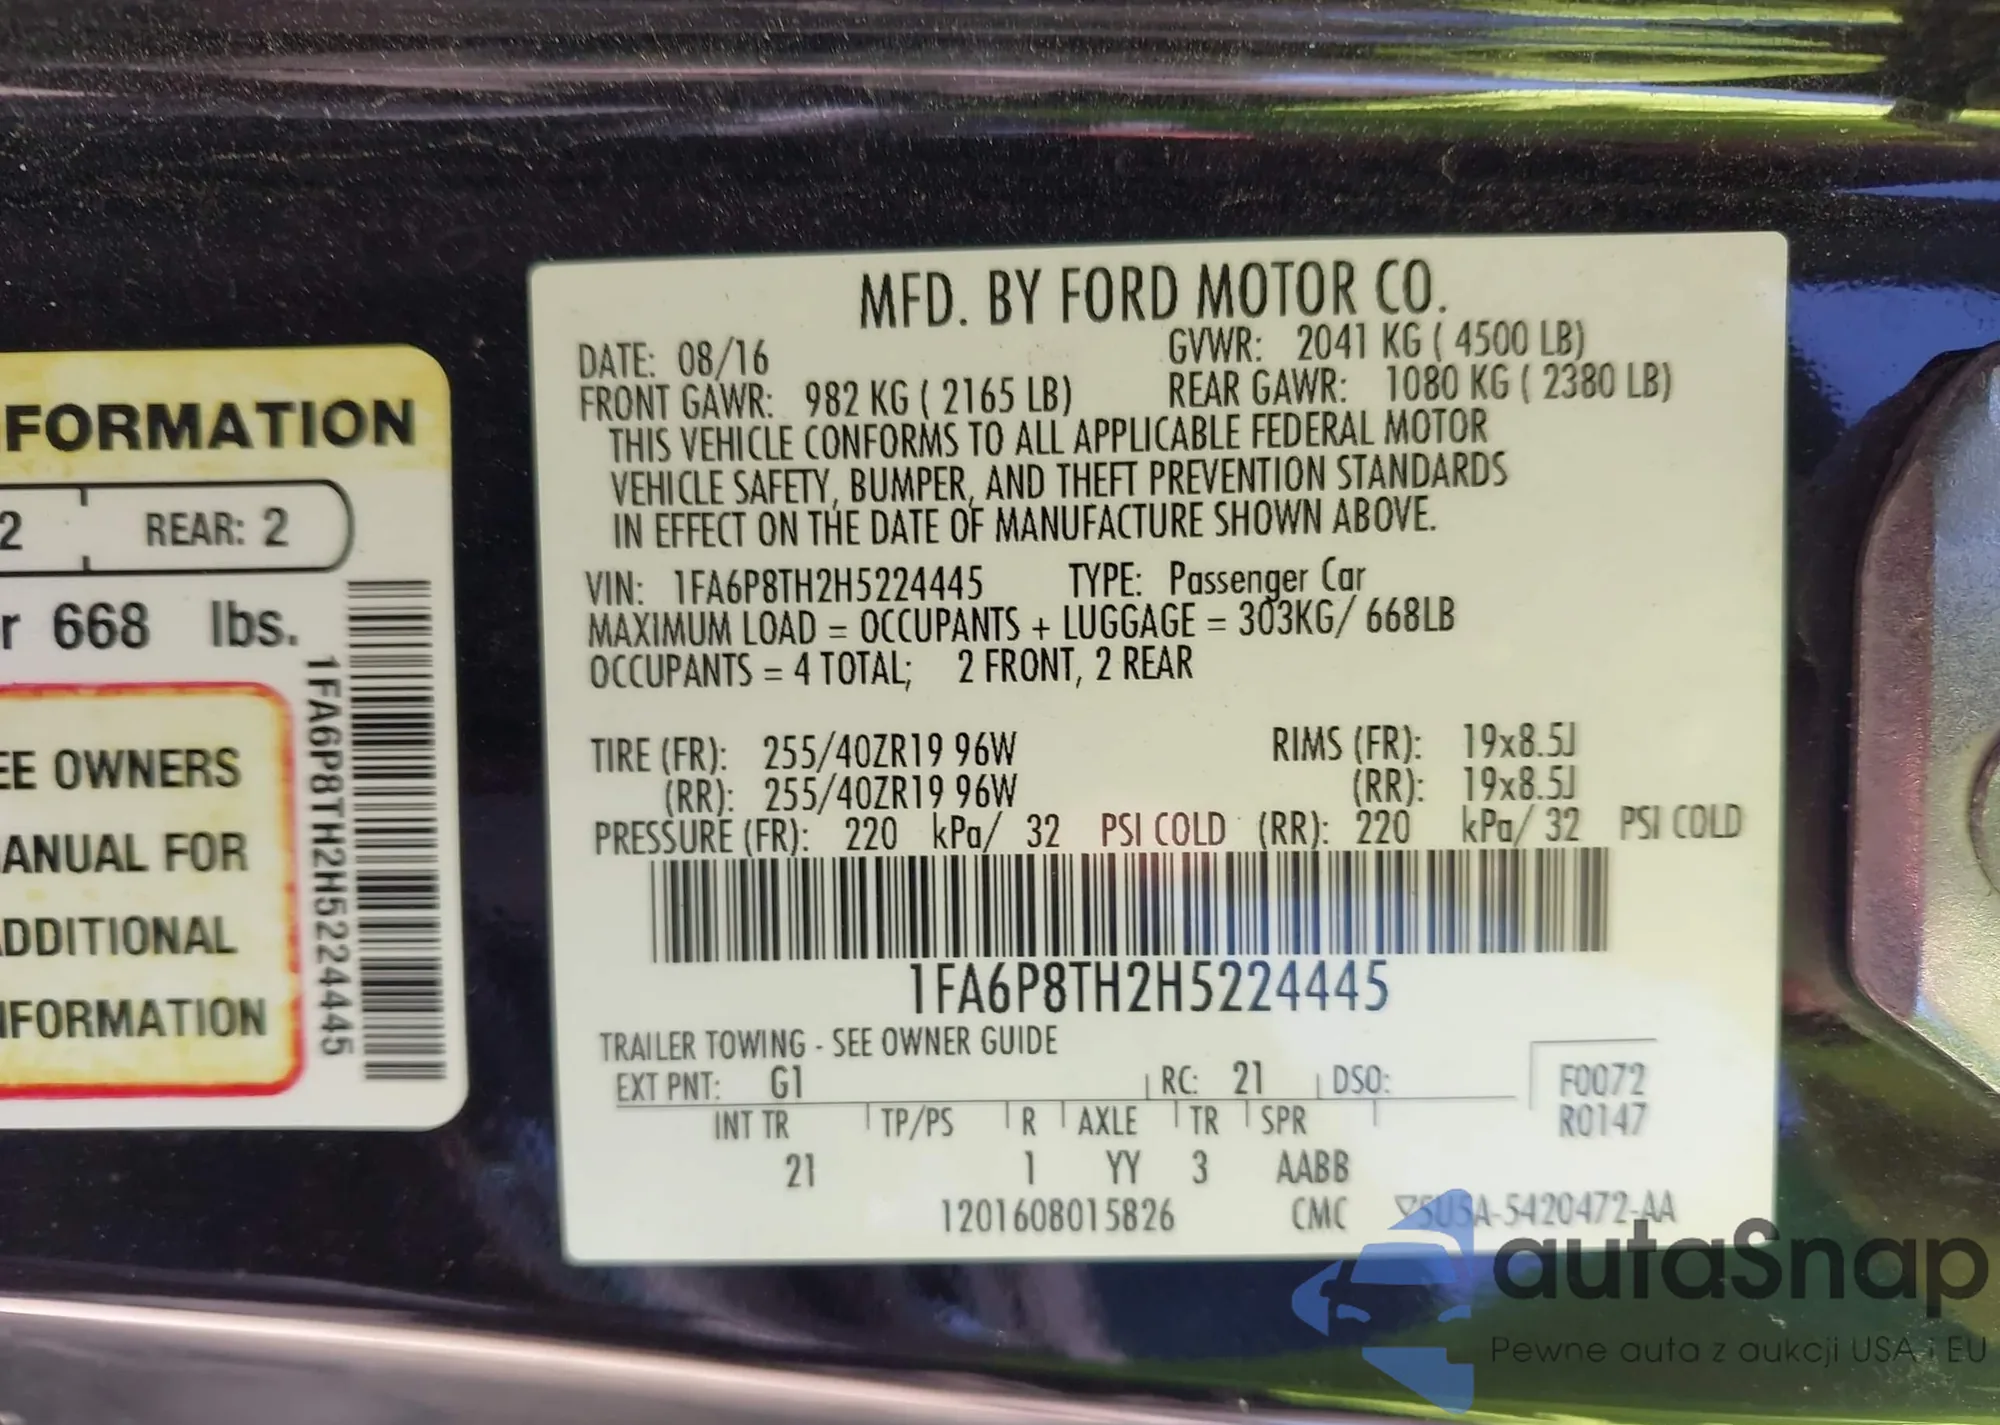 MFD. BY FORD MOTOR CO.
DATE: 08/16 GVWR: 2041 KG ( 4500 LB)
FRONT GAWR: 982 KG ( 2165 LB) REAR GAWR: 1080 KG ( 2380 LB)
THIS VEHICLE CONFORMS TO ALL APPLICABLE FEDERAL MOTOR
VEHICLE SAFETY, BUMPER, AND THEFT PREVENTION STANDARDS
IN EFFECT ON THE DATE OF MANUFACTURE SHOWN ABOVE.
VIN: 1FA6P8TH2H5224445 TYPE: Passenger Car
MAXIMUM LOAD = OCCUPANTS + LUGGAGE = 303KG/ 668LB
OCCUPANTS = 4 TOTAL; 2 FRONT, 2 REAR
TIRE (FR): 255/40ZR19 96W RIMS (FR): 19x8.5J
(RR): 255/40ZR19 96W (RR): 19x8.5J
PRESSURE (FR): 220 kPa/ 32 PSI COLD (RR): 220 kPa/ 32 PSI COLD
1FA6P8TH2H5224445
TRAILER TOWING - SEE OWNER GUIDE
EXT PNT: G1 RC: 21 DSO: F0072
INT TR TP/PS R AXLE TR SPR R0147
21 1 YY 3 AABB
1201608015826 CMC 5U5A-5420472-AA
NFORMATION
2 REAR: 2
r 668 lbs.
EE OWNERS
MANUAL FOR
ADDITIONAL
INFORMATION
1FA6P8TH2H5224445
autaSnap
Pewne auta z aukcji USA i EU